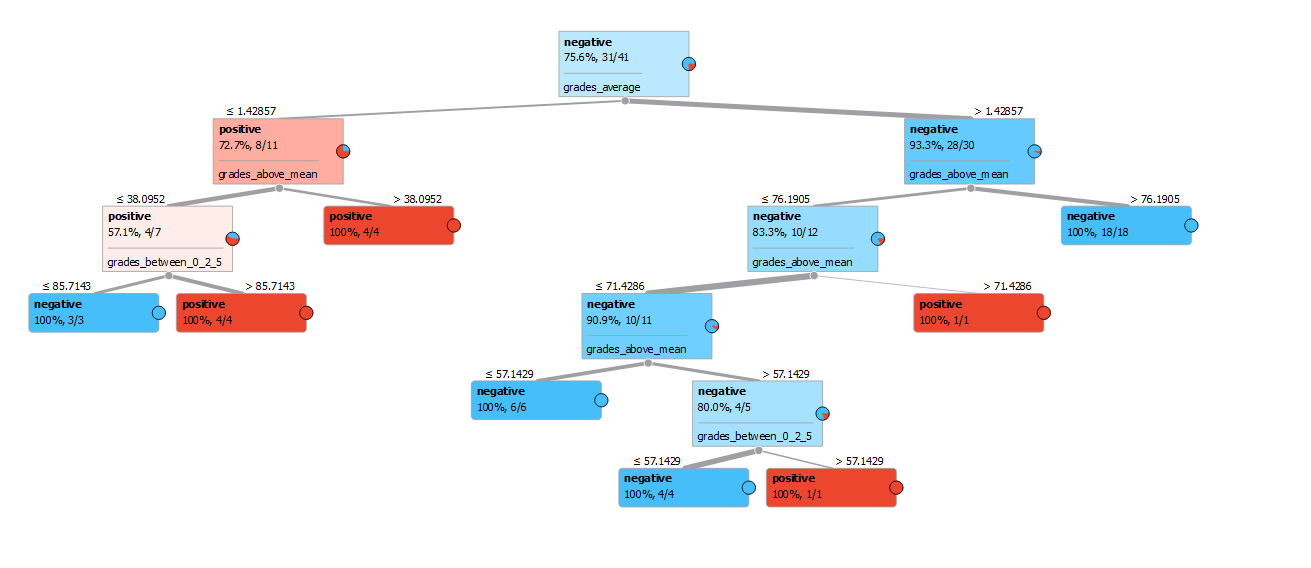 negative
75.6%, 31/41
grades_average
≤ 1.42857
> 1.42857
positive
72.7%, 8/11
grades_above_mean
negative
93.3%, 28/30
grades_above_mean
≤ 38.0952
> 38.0952
≤ 76.1905
> 76.1905
positive
57.1%, 4/7
grades_between_0_2_5
positive
100%, 4/4
negative
83.3%, 10/12
grades_above_mean
negative
100%, 18/18
≤ 85.7143
> 85.7143
≤ 71.4286
> 71.4286
negative
100%, 3/3
positive
100%, 4/4
negative
90.9%, 10/11
grades_above_mean
positive
100%, 1/1
≤ 57.1429
> 57.1429
negative
100%, 6/6
negative
80.0%, 4/5
grades_between_0_2_5
≤ 57.1429
> 57.1429
negative
100%, 4/4
positive
100%, 1/1